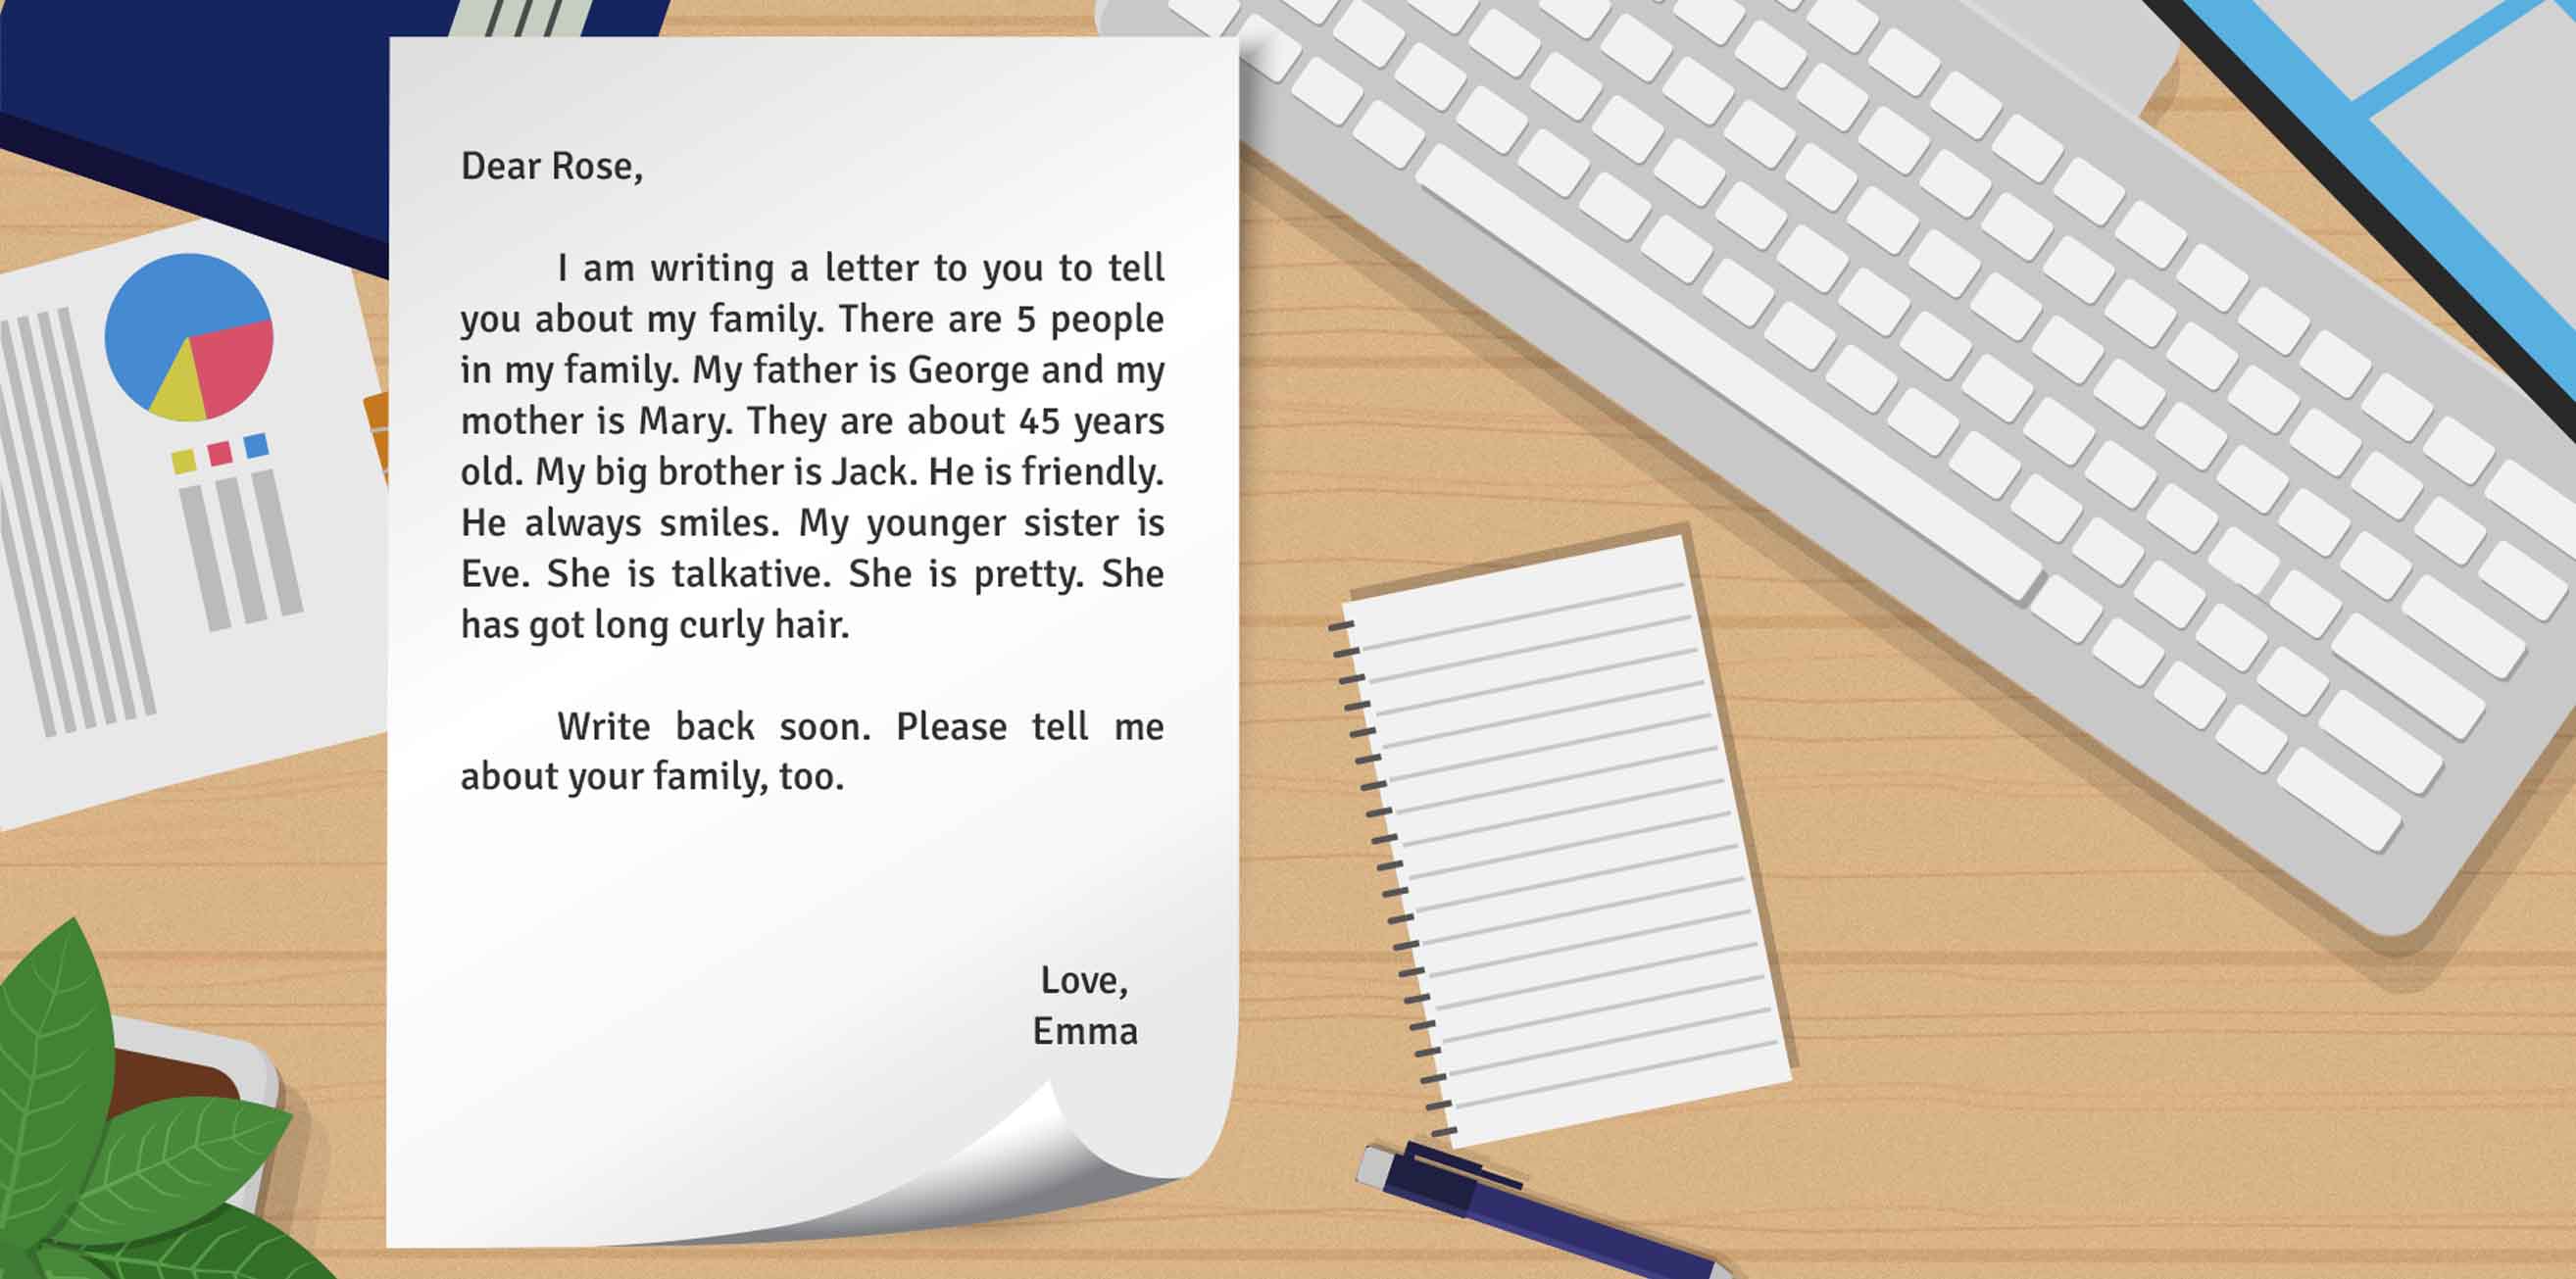 Dear Rose,
I am writing a letter to you to tell
you about my family. There are 5 people
in my family. My father is George and my
mother is Mary. They are about 45 years
old. My big brother is Jack. He is friendly.
He always smiles. My younger sister is
Eve. She is talkative. She is pretty. She
has got long curly hair.
Write back soon. Please tell me
about your family, too.
Love,
Emma